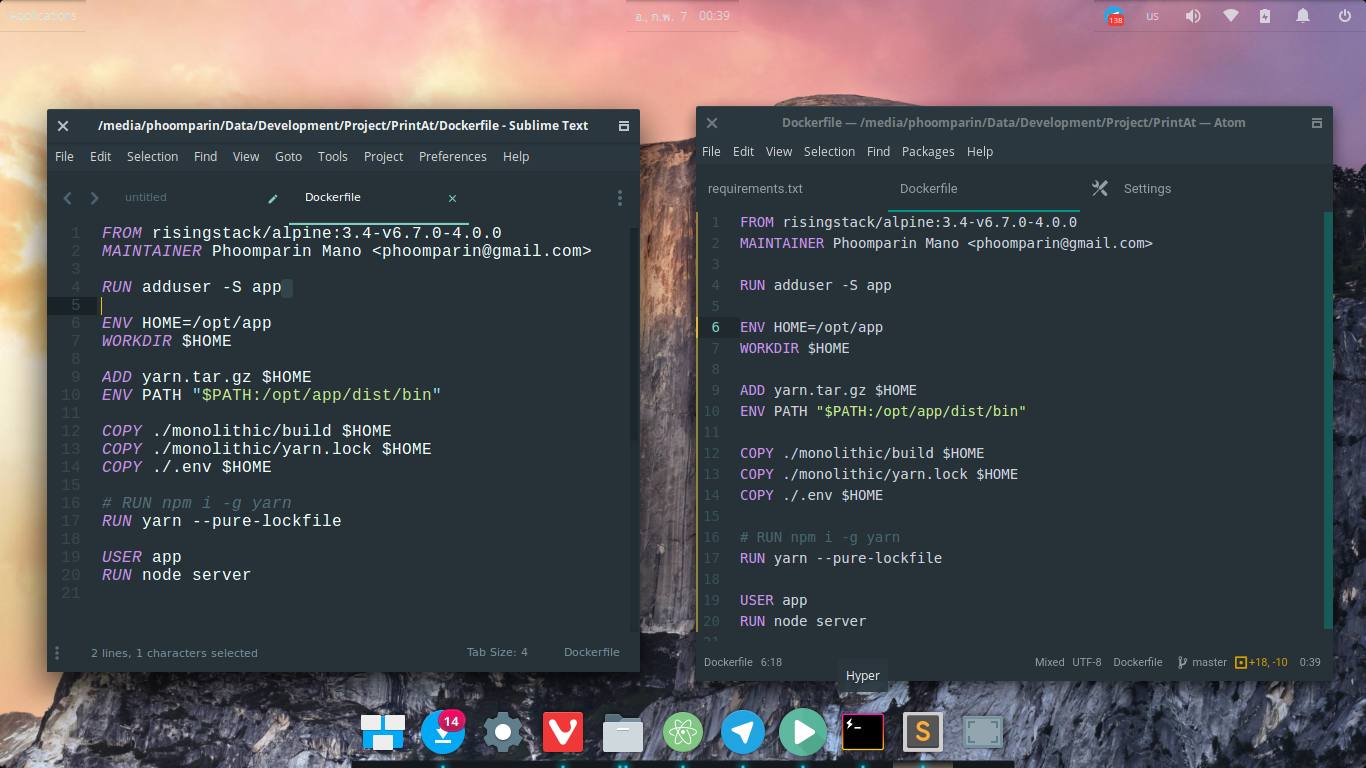 Applications
อ., ก.พ. 7 00:39
138
us
/media/phoomparin/Data/Development/Project/PrintAt/Dockerfile - Sublime Text
File Edit Selection Find View Goto Tools Project Preferences Help
untitled Dockerfile
1 FROM risingstack/alpine:3.4-v6.7.0-4.0.0
2 MAINTAINER Phoomparin Mano <phoomparin@gmail.com>
3
4 RUN adduser -S app
5
6 ENV HOME=/opt/app
7 WORKDIR $HOME
8
9 ADD yarn.tar.gz $HOME
10 ENV PATH "$PATH:/opt/app/dist/bin"
11
12 COPY ./monolithic/build $HOME
13 COPY ./monolithic/yarn.lock $HOME
14 COPY ./.env $HOME
15
16 # RUN npm i -g yarn
17 RUN yarn --pure-lockfile
18
19 USER app
20 RUN node server
21
2 lines, 1 characters selected Tab Size: 4 Dockerfile
Dockerfile — /media/phoomparin/Data/Development/Project/PrintAt — Atom
File Edit View Selection Find Packages Help
requirements.txt Dockerfile Settings
1 FROM risingstack/alpine:3.4-v6.7.0-4.0.0
2 MAINTAINER Phoomparin Mano <phoomparin@gmail.com>
3
4 RUN adduser -S app
5
6 ENV HOME=/opt/app
7 WORKDIR $HOME
8
9 ADD yarn.tar.gz $HOME
10 ENV PATH "$PATH:/opt/app/dist/bin"
11
12 COPY ./monolithic/build $HOME
13 COPY ./monolithic/yarn.lock $HOME
14 COPY ./.env $HOME
15
16 # RUN npm i -g yarn
17 RUN yarn --pure-lockfile
18
19 USER app
20 RUN node server
21
Dockerfile 6:18 Mixed UTF-8 Dockerfile master +18, -10 0:39
Hyper
14
S